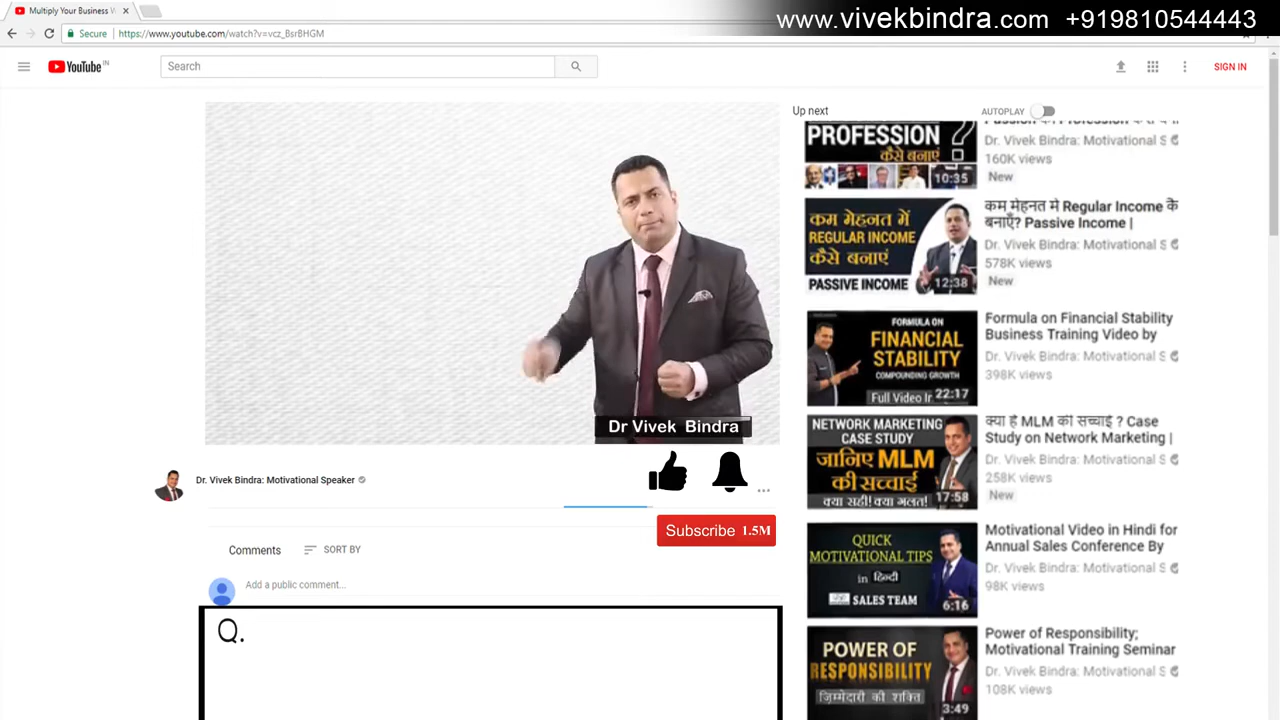 Multiply Your Business
www.vivekbindra.com +919810544443
Secure
https://www.youtube.com/watch?v=vcz_BsrBHGM
YouTube IN
Search
SIGN IN
Dr Vivek Bindra
Dr. Vivek Bindra: Motivational Speaker
Subscribe 1.5M
Comments
SORT BY
Add a public comment...
Q.
Up next
AUTOPLAY
PROFESSION ?
कैसे बनाएं
10:35
Dr. Vivek Bindra: Motivational S
160K views
New
कम मेहनत में
REGULAR INCOME
कैसे बनाएं
PASSIVE INCOME
12:38
कम मेहनत मे Regular Income कै
बनाएँ? Passive Income |
Dr. Vivek Bindra: Motivational S
578K views
New
FORMULA ON
FINANCIAL
STABILITY
COMPOUNDING GROWTH
Full Video In
22:17
Formula on Financial Stability
Business Training Video by
Dr. Vivek Bindra: Motivational S
398K views
NETWORK MARKETING
CASE STUDY
जानिए MLM
की सच्चाई
क्या सही! क्या गलत!
17:58
क्या है MLM की सच्चाई ? Case
Study on Network Marketing |
Dr. Vivek Bindra: Motivational S
258K views
New
QUICK
MOTIVATIONAL TIPS
in हिन्दी
SALES TEAM
6:16
Motivational Video in Hindi for
Annual Sales Conference By
Dr. Vivek Bindra: Motivational S
98K views
POWER OF
RESPONSIBILITY
ज़िम्मेदारी की शक्ति
3:49
Power of Responsibility;
Motivational Training Seminar
Dr. Vivek Bindra: Motivational S
108K views